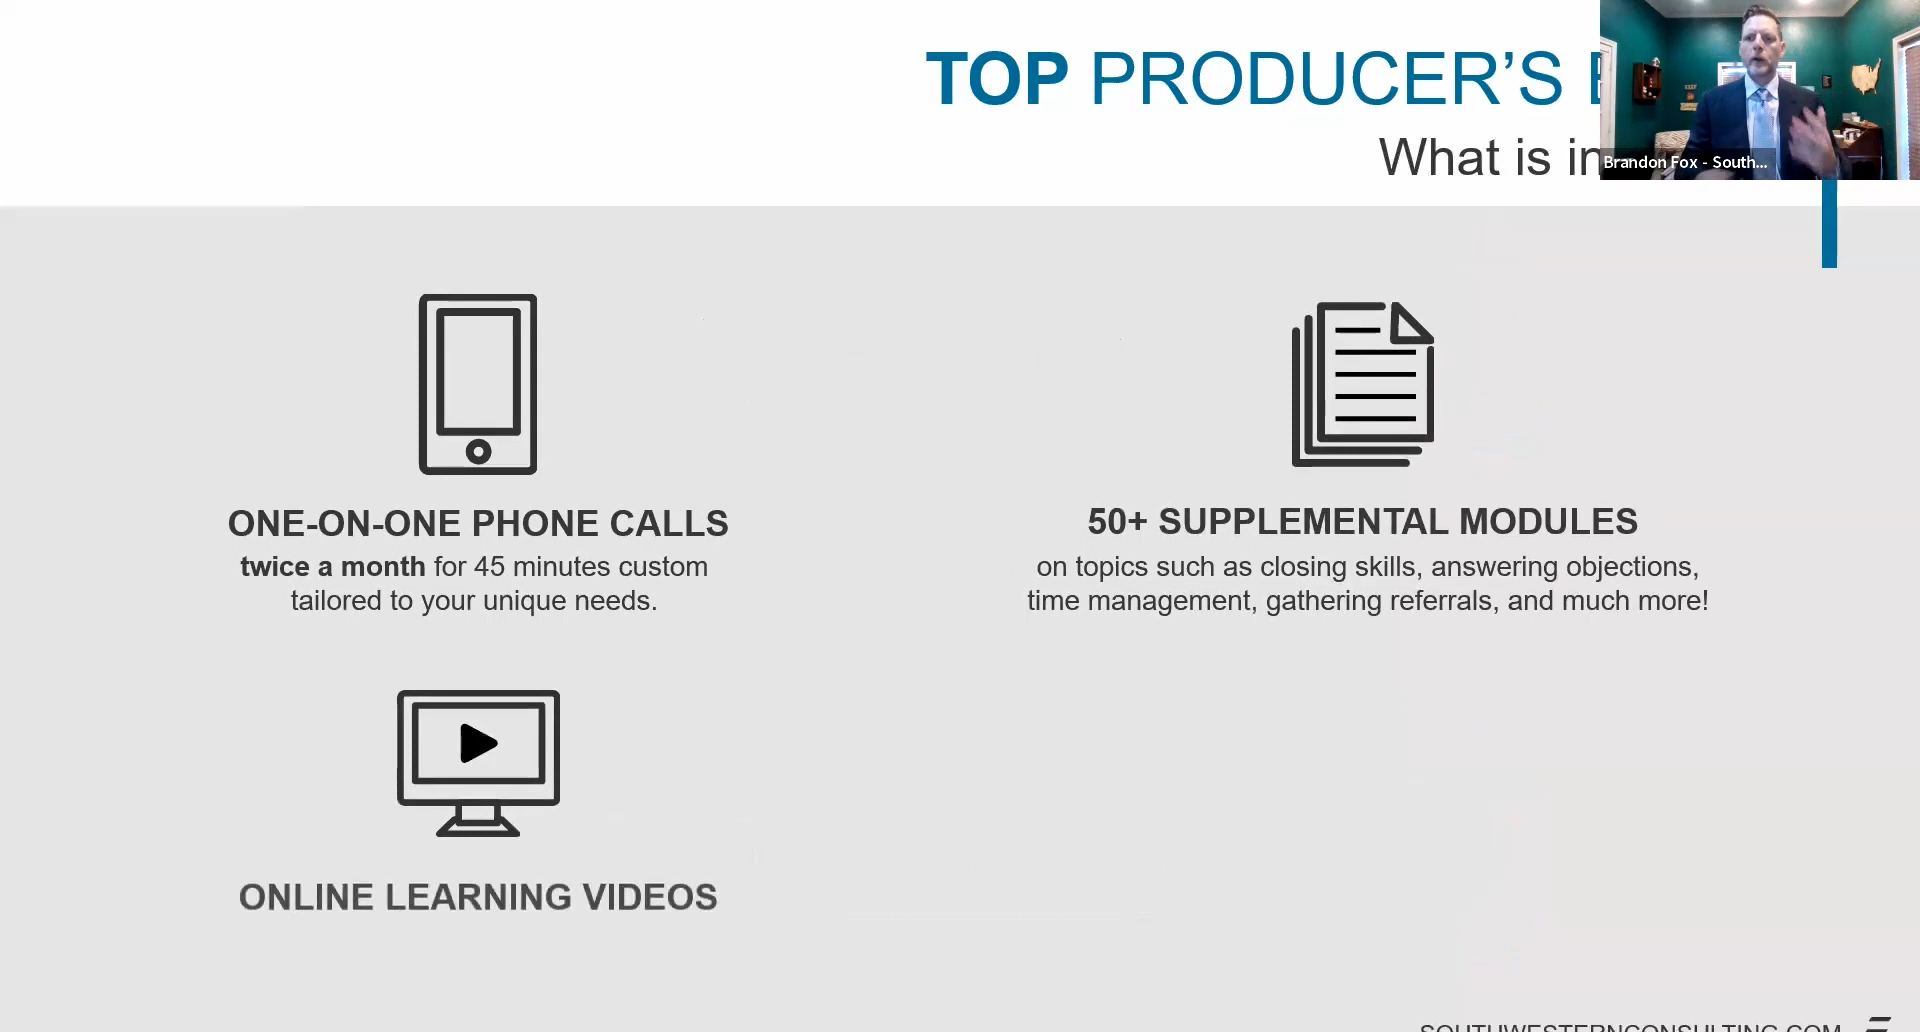 TOP PRODUCER'S
What is in
Brandon Fox - South...
ONE-ON-ONE PHONE CALLS
twice a month for 45 minutes custom
tailored to your unique needs.
50+ SUPPLEMENTAL MODULES
on topics such as closing skills, answering objections,
time management, gathering referrals, and much more!
ONLINE LEARNING VIDEOS
SOUTHWESTERNCONSULTING.COM